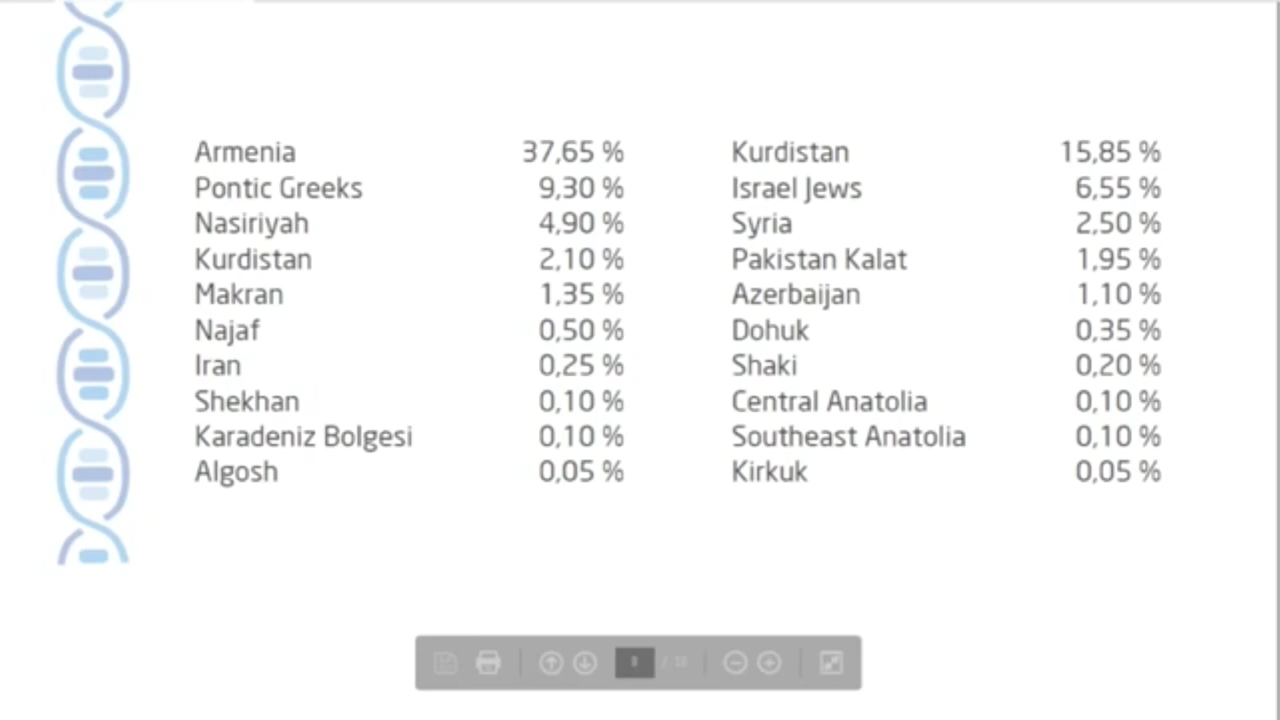 Armenia 37,65 % Kurdistan 15,85 %
Pontic Greeks 9,30 % Israel Jews 6,55 %
Nasiriyah 4,90 % Syria 2,50 %
Kurdistan 2,10 % Pakistan Kalat 1,95 %
Makran 1,35 % Azerbaijan 1,10 %
Najaf 0,50 % Dohuk 0,35 %
Iran 0,25 % Shaki 0,20 %
Shekhan 0,10 % Central Anatolia 0,10 %
Karadeniz Bolgesi 0,10 % Southeast Anatolia 0,10 %
Algosh 0,05 % Kirkuk 0,05 %